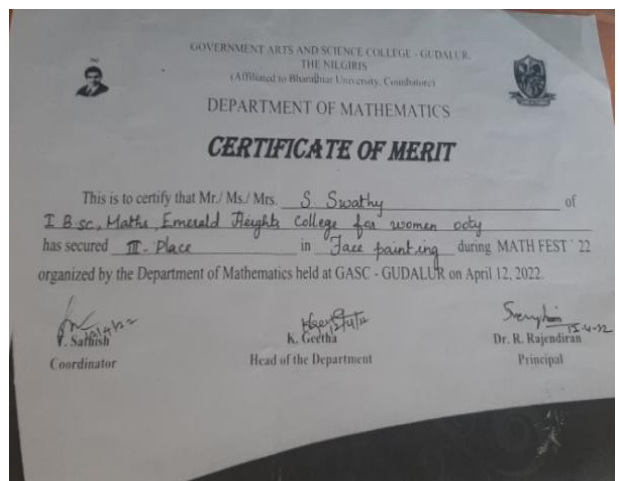 GOVERNMENT ARTS AND SCIENCE COLLEGE - GUDALUR.
THE NILGIRIS
(Affiliated to Bharathiar University, Coimbatore)
DEPARTMENT OF MATHEMATICS
CERTIFICATE OF MERIT
This is to certify that Mr./ Ms./ Mrs. S. Swathy of
I B.sc, Maths, Emerald Heights College for women ooty
has secured III - Place in Face painting during MATH FEST ' 22
organized by the Department of Mathematics held at GASC - GUDALUR on April 12, 2022.
Sathish K. Geetha Dr. R. Rajendiran
Coordinator Head of the Department Principal